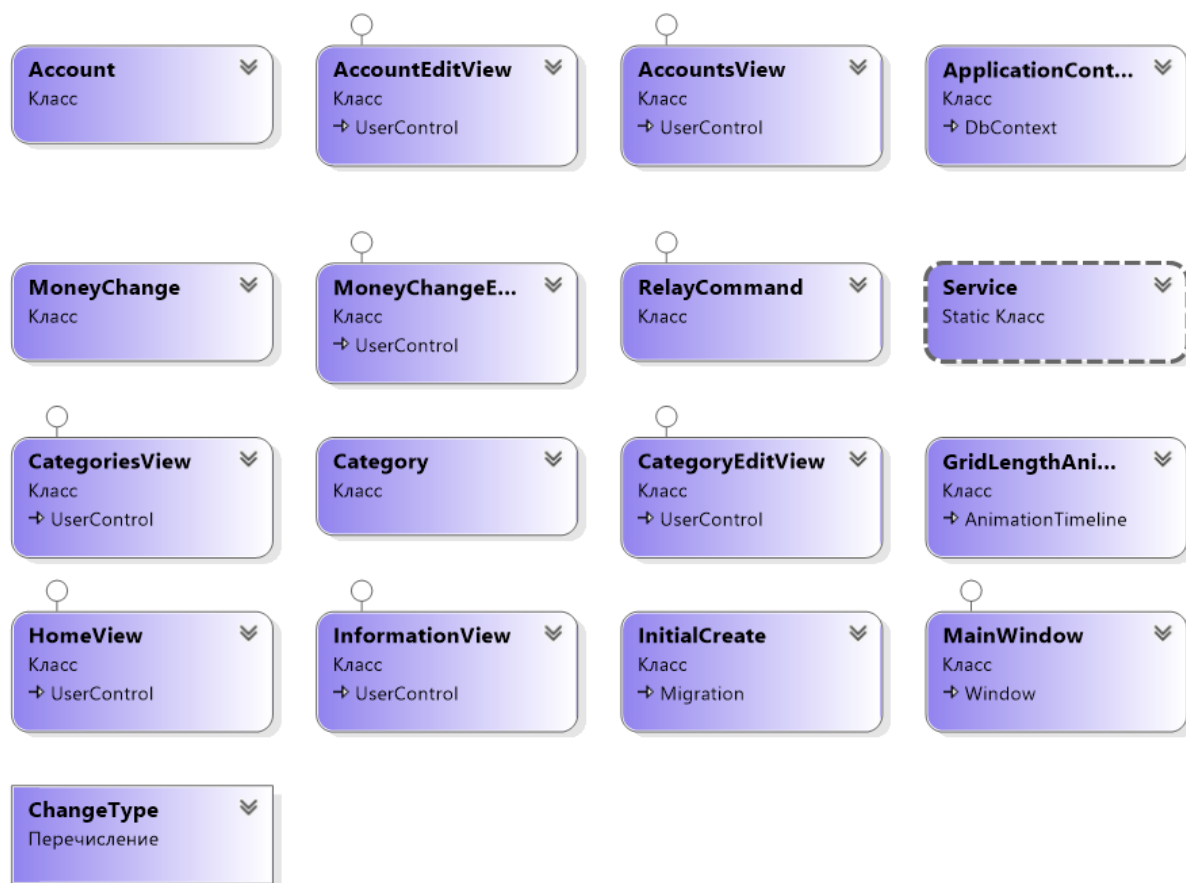 Account
Класс
AccountEditView
Класс
UserControl
AccountsView
Класс
UserControl
ApplicationCont...
Класс
DbContext
MoneyChange
Класс
MoneyChangeE...
Класс
UserControl
RelayCommand
Класс
Service
Static Класс
CategoriesView
Класс
UserControl
Category
Класс
CategoryEditView
Класс
UserControl
GridLengthAni...
Класс
AnimationTimeline
HomeView
Класс
UserControl
InformationView
Класс
UserControl
InitialCreate
Класс
Migration
MainWindow
Класс
Window
ChangeType
Перечисление